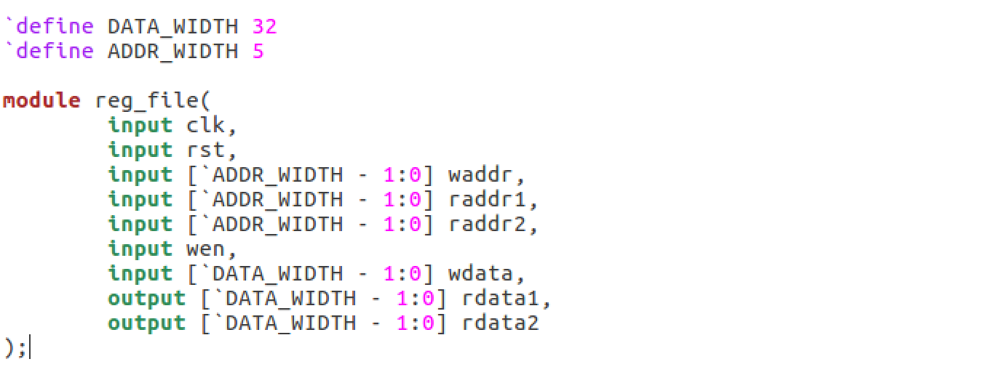 `define DATA_WIDTH 32
`define ADDR_WIDTH 5
module reg_file(
input clk,
input rst,
input [`ADDR_WIDTH - 1:0] waddr,
input [`ADDR_WIDTH - 1:0] raddr1,
input [`ADDR_WIDTH - 1:0] raddr2,
input wen,
input [`DATA_WIDTH - 1:0] wdata,
output [`DATA_WIDTH - 1:0] rdata1,
output [`DATA_WIDTH - 1:0] rdata2
);